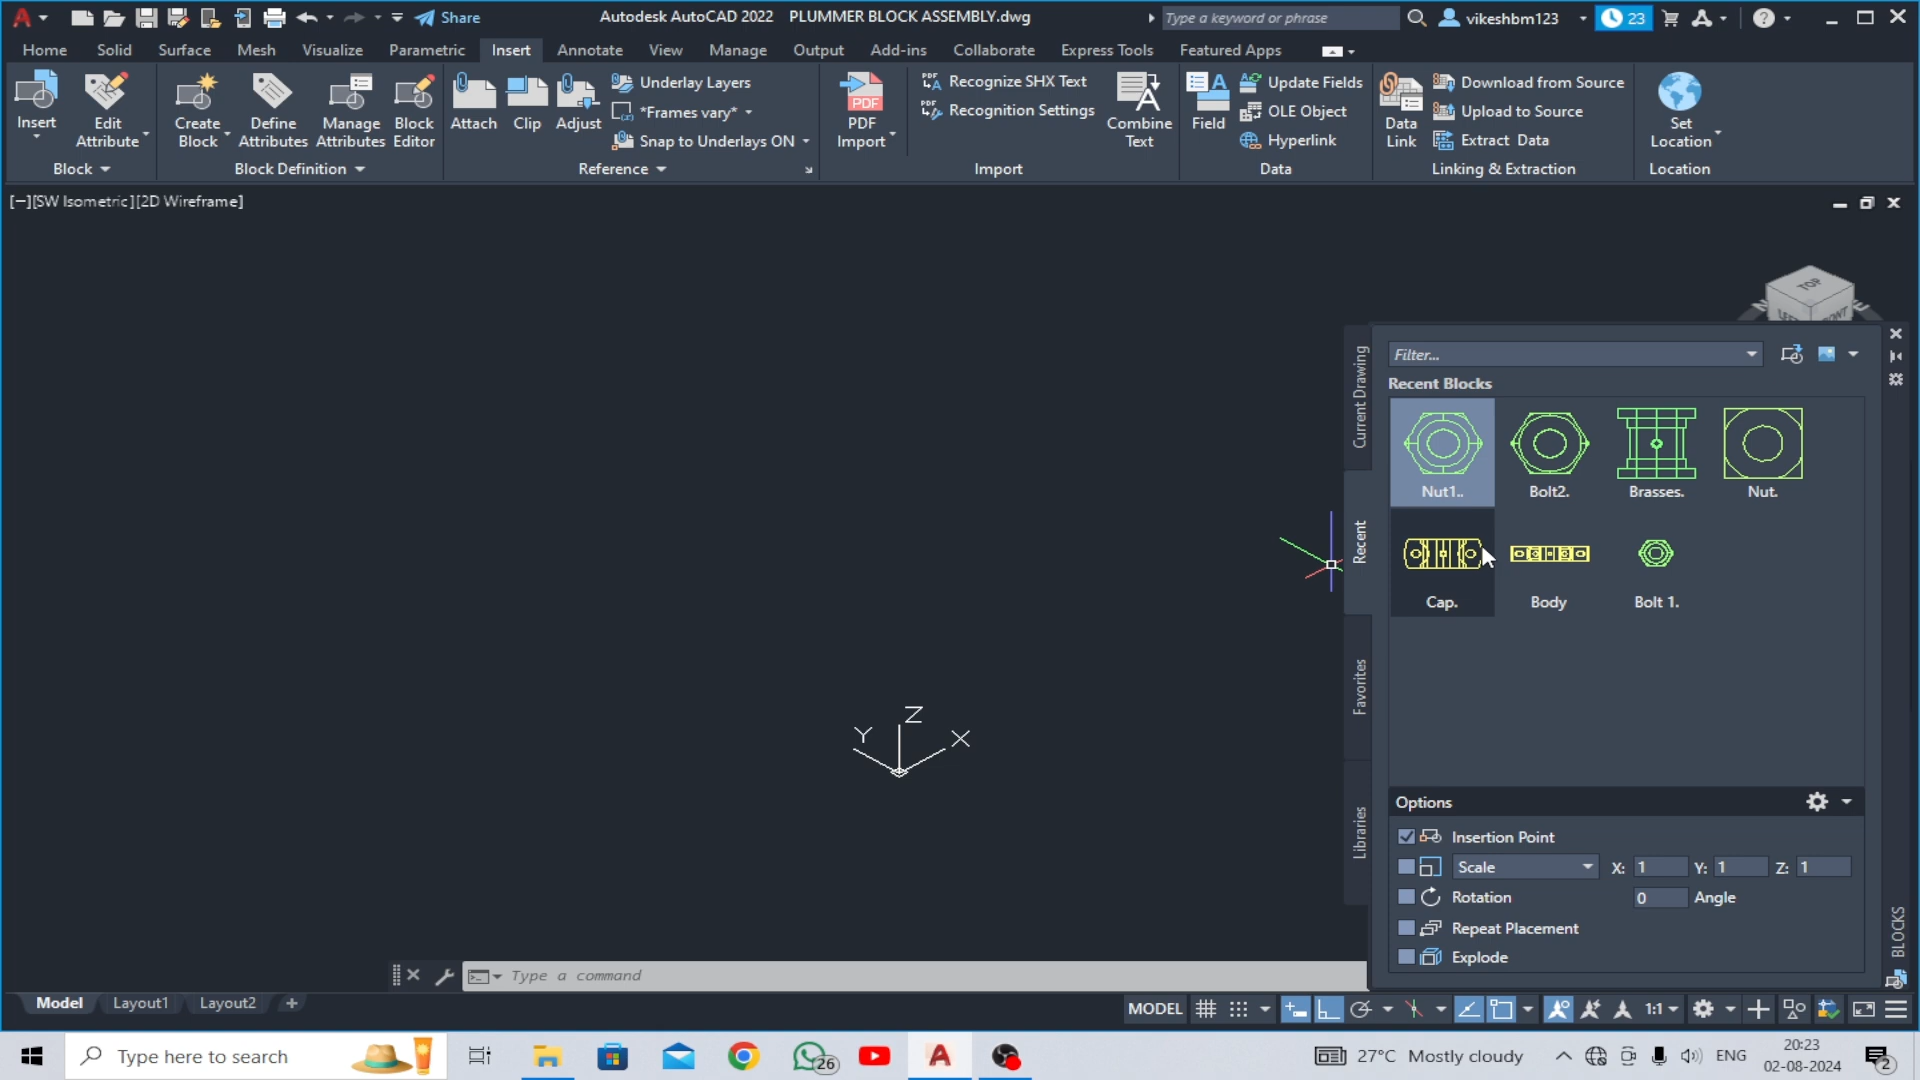 Share
Autodesk AutoCAD 2022 PLUMMER BLOCK ASSEMBLY.dwg
Type a keyword or phrase
vikeshbm123
23
Home Solid Surface Mesh Visualize Parametric Insert Annotate View Manage Output Add-ins Collaborate Express Tools Featured Apps
Insert
Edit
Attribute
Create
Block
Define
Attributes
Manage
Attributes
Block
Editor
Attach
Clip
Adjust
Underlay Layers
*Frames vary*
Snap to Underlays ON
PDF
PDF
Import
Recognize SHX Text
Recognition Settings
Combine
Text
Field
Update Fields
OLE Object
Hyperlink
Data
Link
Download from Source
Upload to Source
Extract Data
Set
Location
Block
Block Definition
Reference
Import
Data
Linking & Extraction
Location
[−][SW Isometric][2D Wireframe]
TOP
Filter...
Recent Blocks
Current Drawing
Recent
Favorites
Libraries
Nut1..
Bolt2.
Brasses.
Nut.
Cap.
Body
Bolt 1.
Z
Y
X
Options
Insertion Point
Scale X: 1 Y: 1 Z: 1
Rotation 0 Angle
Repeat Placement
Explode
BLOCKS
Type a command
Model Layout1 Layout2 +
MODEL
1:1
Type here to search
26
27°C Mostly cloudy
ENG
20:23
02-08-2024
2